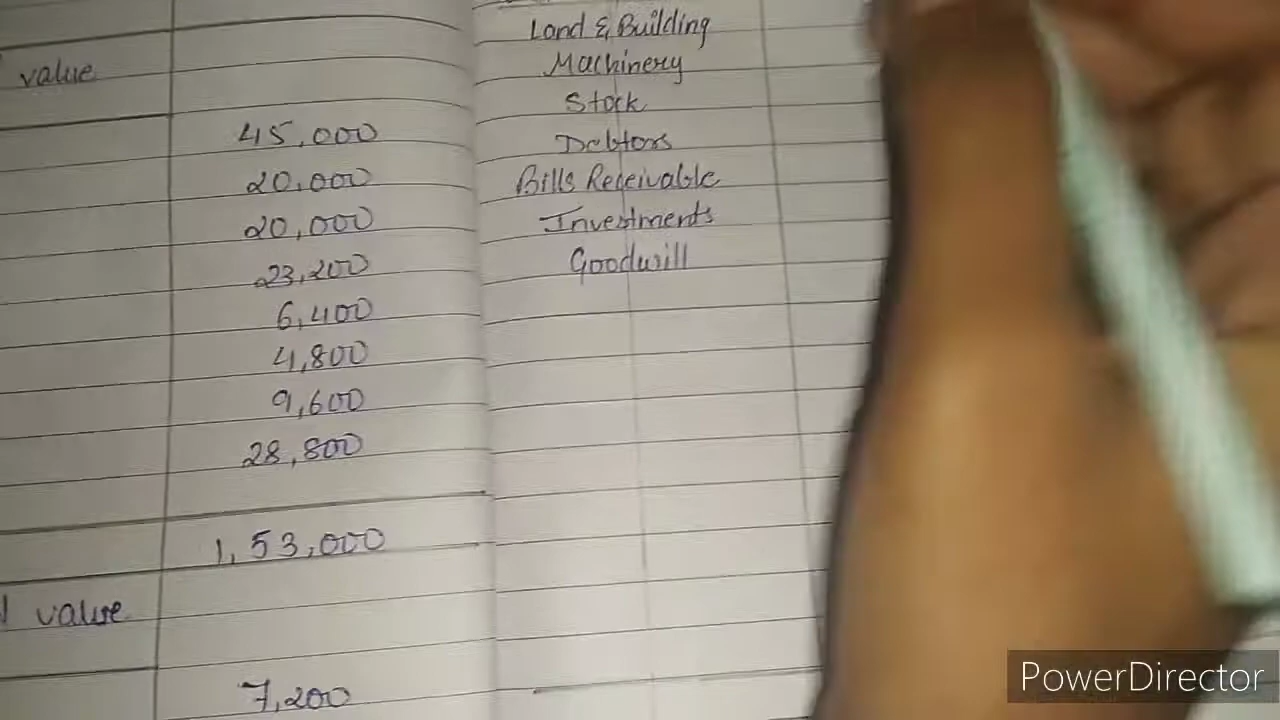 value
45,000
20,000
20,000
23,200
6,400
4,800
9,600
28,800
1,53,000
value
7,200
Land & Building
Machinery
Stock
Debtors
Bills Receivable
Investments
Goodwill
PowerDirector